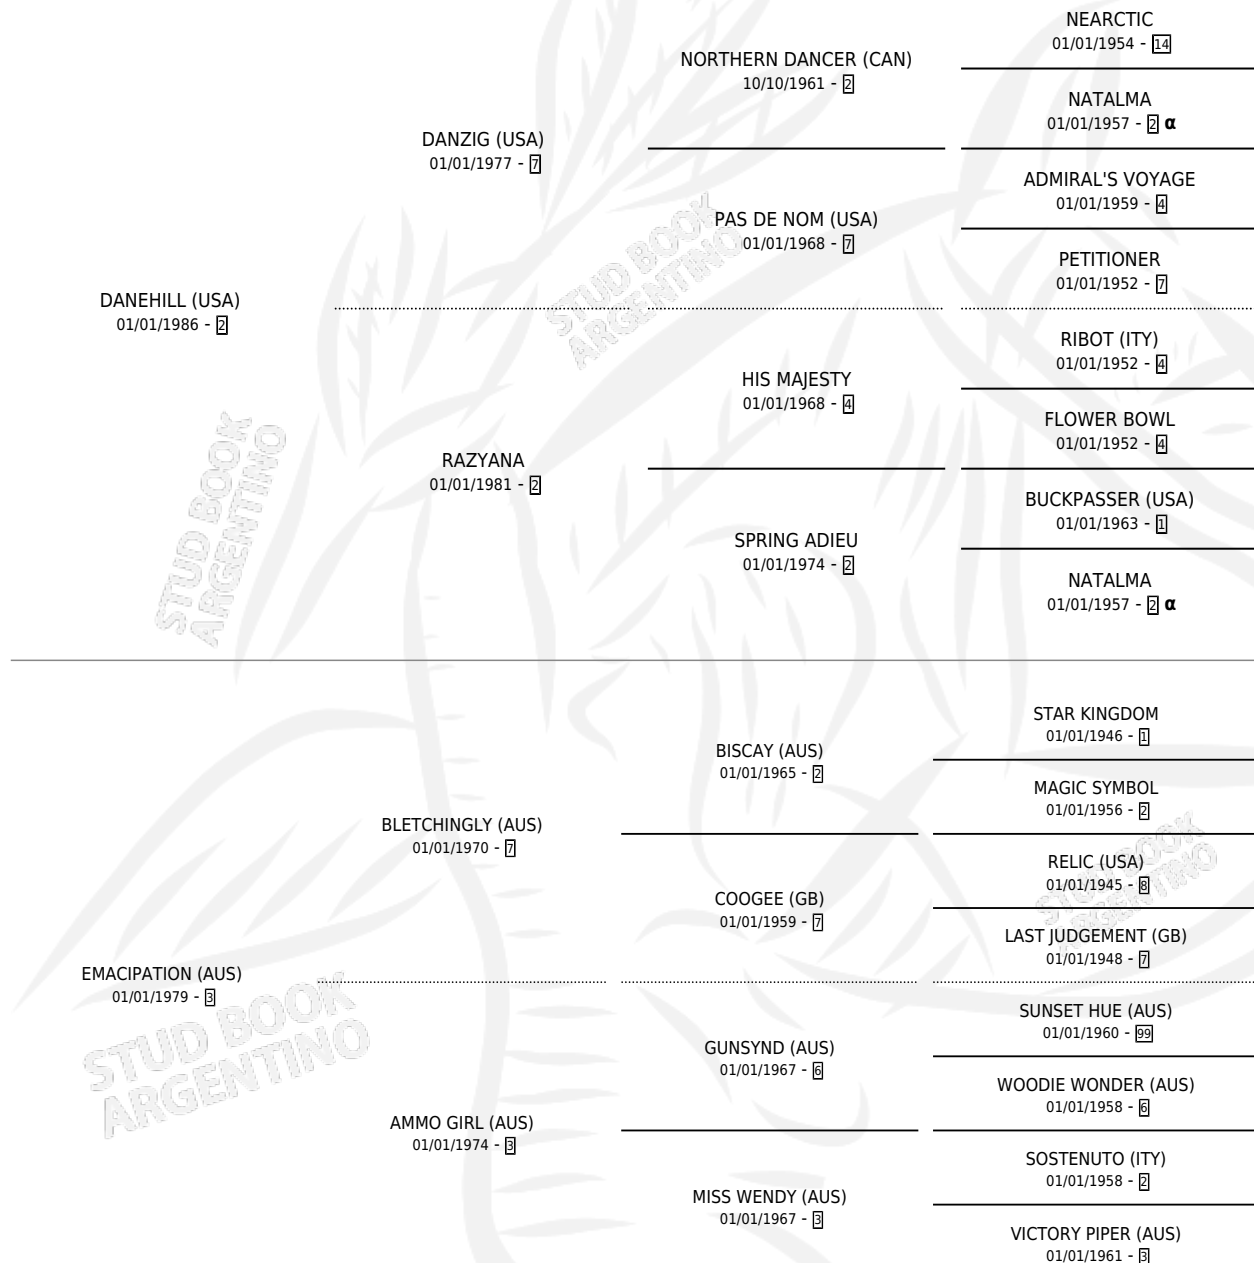 NEARCTIC
01/01/1954 - 14
NORTHERN DANCER (CAN)
10/10/1961 - 2
NATALMA
01/01/1957 - 2 α
DANZIG (USA)
01/01/1977 - 7
ADMIRAL'S VOYAGE
01/01/1959 - 4
PAS DE NOM (USA)
01/01/1968 - 7
PETITIONER
01/01/1952 - 7
DANEHILL (USA)
01/01/1986 - 2
RIBOT (ITY)
01/01/1952 - 4
HIS MAJESTY
01/01/1968 - 4
FLOWER BOWL
01/01/1952 - 4
RAZYANA
01/01/1981 - 2
BUCKPASSER (USA)
01/01/1963 - 1
SPRING ADIEU
01/01/1974 - 2
NATALMA
01/01/1957 - 2 α
STAR KINGDOM
01/01/1946 - 1
BISCAY (AUS)
01/01/1965 - 2
MAGIC SYMBOL
01/01/1956 - 2
BLETCHINGLY (AUS)
01/01/1970 - 7
RELIC (USA)
01/01/1945 - 8
COOGEE (GB)
01/01/1959 - 7
LAST JUDGEMENT (GB)
01/01/1948 - 7
EMACIPATION (AUS)
01/01/1979 - 3
SUNSET HUE (AUS)
01/01/1960 - 99
GUNSYND (AUS)
01/01/1967 - 6
WOODIE WONDER (AUS)
01/01/1958 - 6
AMMO GIRL (AUS)
01/01/1974 - 3
SOSTENUTO (ITY)
01/01/1958 - 2
MISS WENDY (AUS)
01/01/1967 - 3
VICTORY PIPER (AUS)
01/01/1961 - 3
STUD BOOK
ARGENTINO
STUD BOOK
ARGENTINO
STUD BOOK
ARGENTINO
STUD BOOK
ARGENTINO